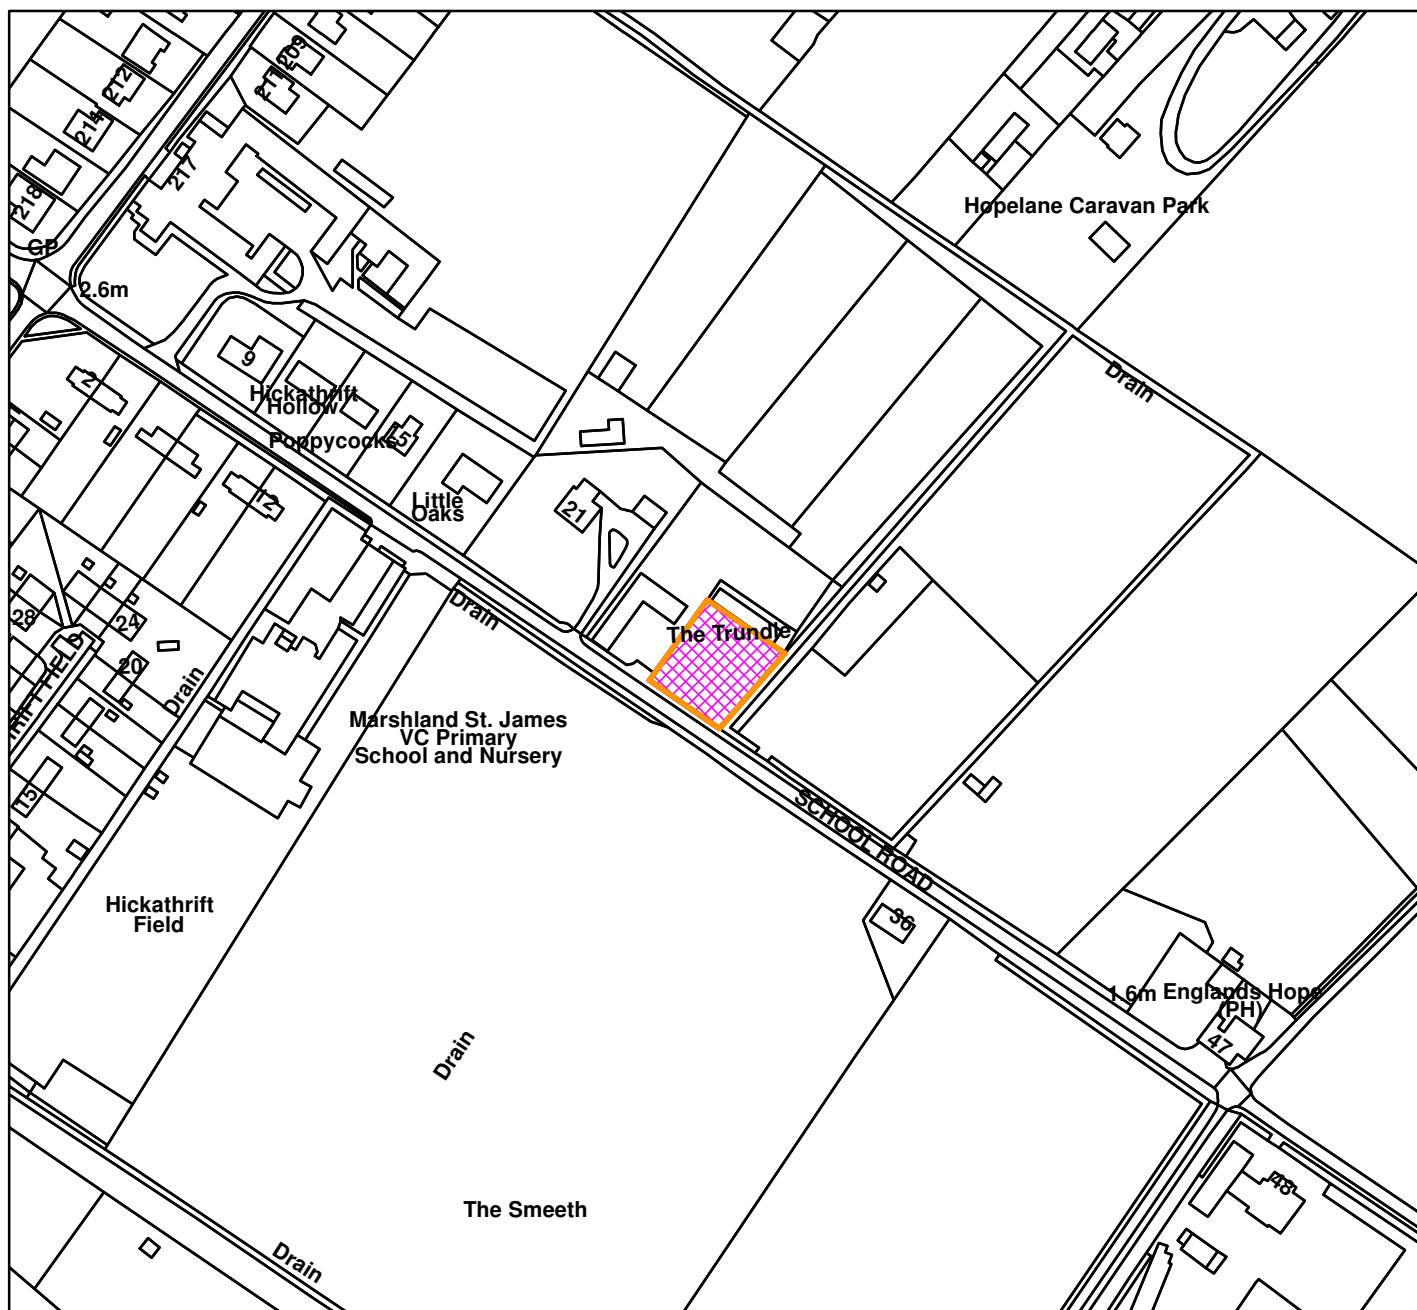 209
211
212
214
217
218
GP
2.6m
Hopelane Caravan Park
9
2
Hickathrift
Hollow
Poppycocks
15
Drain
12
Little
Oaks
21
28
24
20
Drain
Drain
The Trundle
Marshland St. James
VC Primary
School and Nursery
15
SCHOOL ROAD
Hickathrift
Field
36
1.6m
Englands Hope
(PH)
47
Drain
48
The Smeeth
Drain